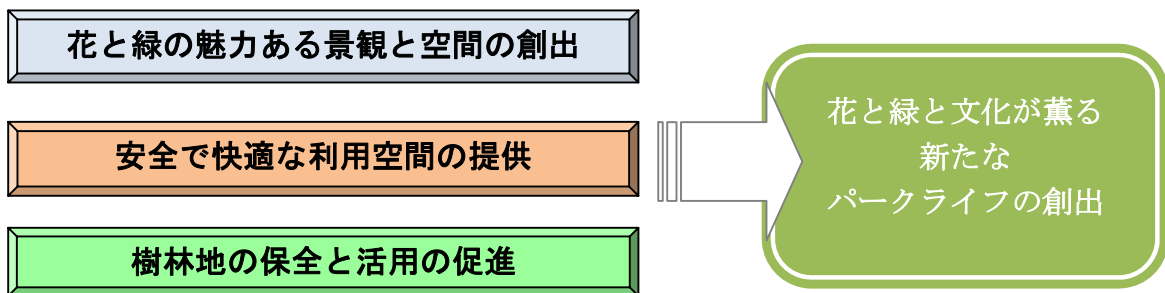 花と緑の魅力ある景観と空間の創出
安全で快適な利用空間の提供
樹林地の保全と活用の促進
花と緑と文化が薫る
新たな
パークライフの創出